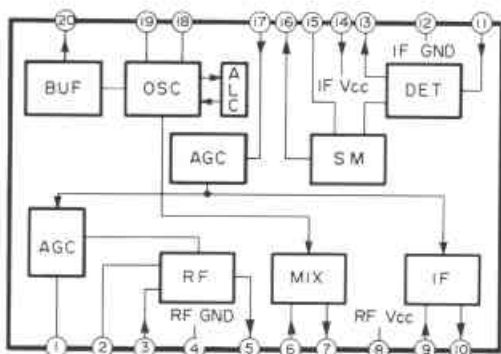 20 19 18 17 16 15 14 13 12 11
IF GND
BUF OSC ALC IF Vcc DET
AGC SM
AGC
RF MIX IF
RF GND RF Vcc
1 2 3 4 5 6 7 8 9 10